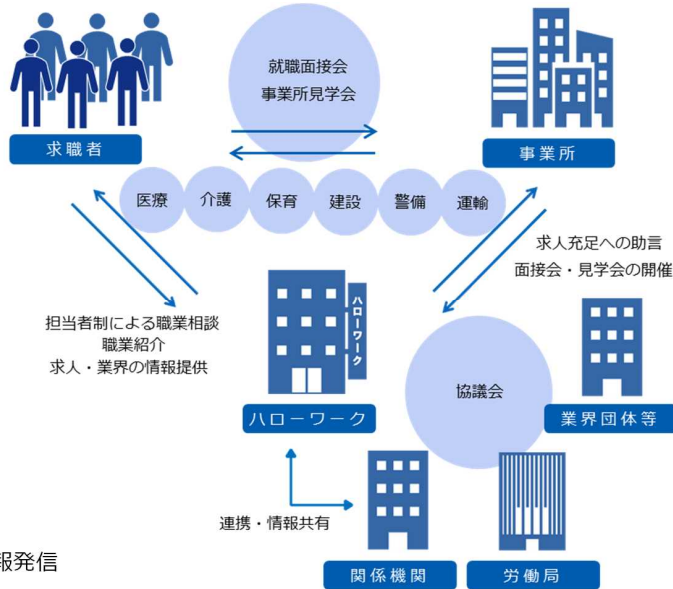 就職面接会
事業所見学会
求職者
事業所
医療
介護
保育
建設
警備
運輸
求人充足への助言
面接会・見学会の開催
担当者制による職業相談
職業紹介
求人・業界の情報提供
ハローワーク
協議会
業界団体等
ハローワーク
連携・情報共有
関係機関
労働局
報発信